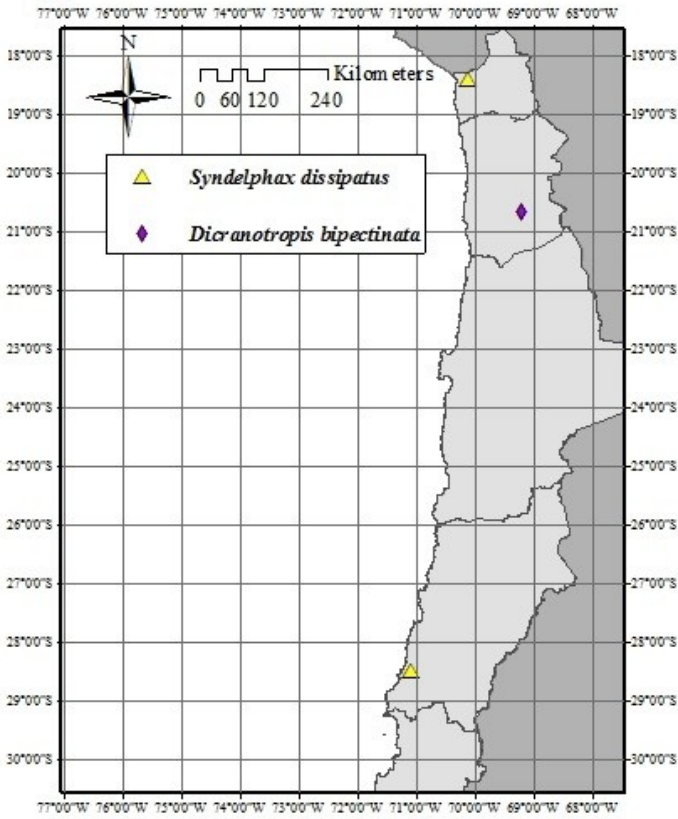 77°00'W 76°00'W 75°00'W 74°00'W 73°00'W 72°00'W 71°00'W 70°00'W 69°00'W 68°00'W
N
Kilometers
0 60 120 240
Syndelphax dissipatus
Dicranotropis bipectinata
18°00'S 18°00'S
19°00'S 19°00'S
20°00'S 20°00'S
21°00'S 21°00'S
22°00'S 22°00'S
23°00'S 23°00'S
24°00'S 24°00'S
25°00'S 25°00'S
26°00'S 26°00'S
27°00'S 27°00'S
28°00'S 28°00'S
29°00'S 29°00'S
30°00'S 30°00'S
77°00'W 76°00'W 75°00'W 74°00'W 73°00'W 72°00'W 71°00'W 70°00'W 69°00'W 68°00'W